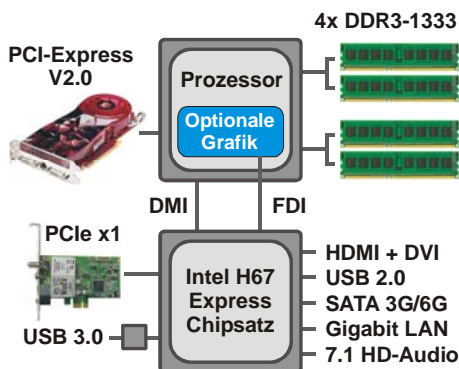 4x DDR3-1333
PCI-Express
V2.0
Prozessor
Optionale
Grafik
DMI
FDI
PCIe x1
Intel H67
Express
Chipsatz
USB 3.0
HDMI + DVI
USB 2.0
SATA 3G/6G
Gigabit LAN
7.1 HD-Audio